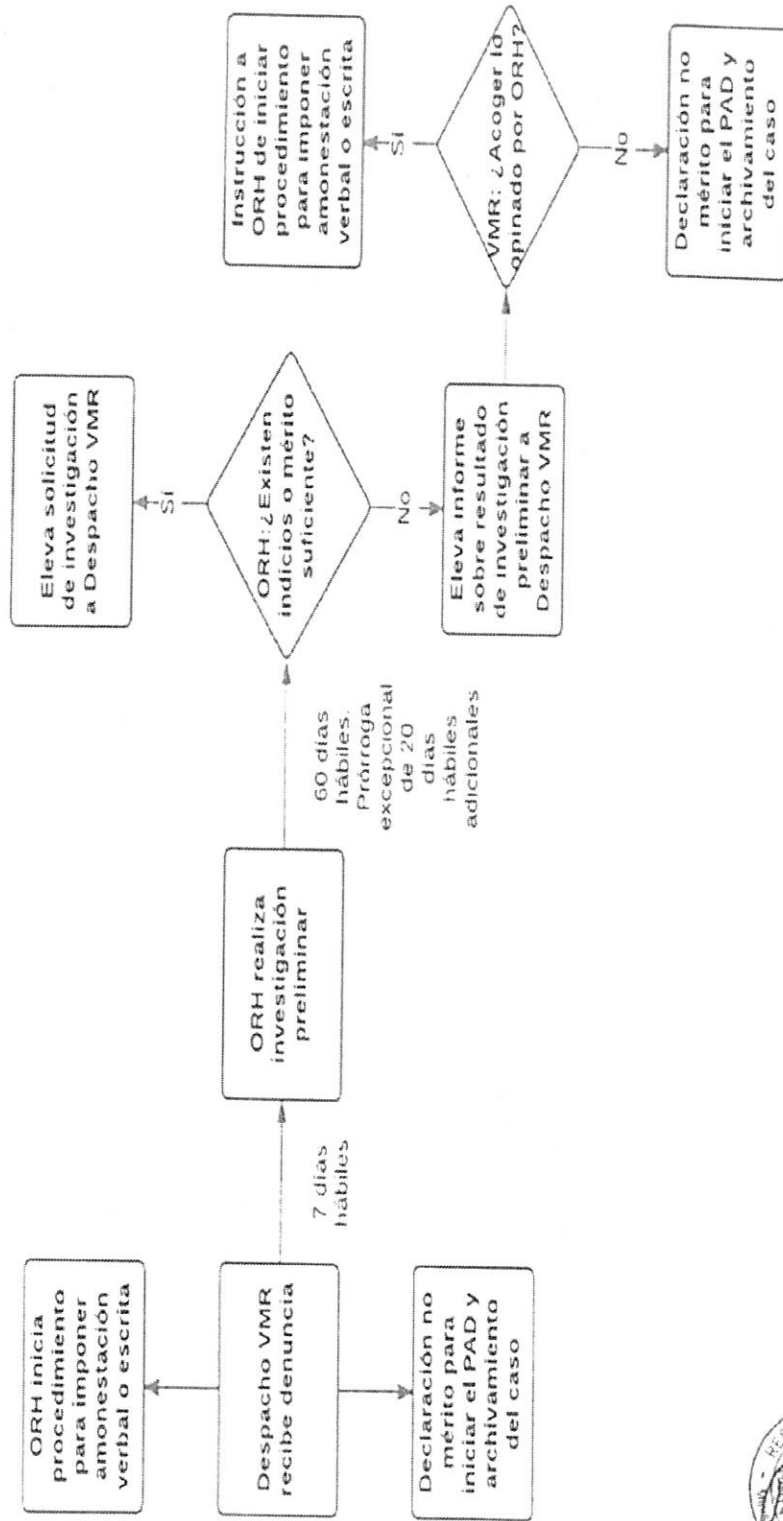 ORH inicia
procedimiento
para imponer
amonestación
verbal o escrita
Despacho VMR
recibe denuncia
Declaración no
mérito para
iniciar el PAD y
archivamiento
del caso
7 días
hábiles
ORH realiza
investigación
preliminar
60 días
hábiles.
Prórroga
excepcional
de 20
días
hábiles
adicionales
Eleva solicitud
de investigación
a Despacho VMR
Sí
ORH:¿Existen
indicios o mérito
suficiente?
No
Eleva informe
sobre resultado
de investigación
preliminar a
Despacho VMR
Instrucción a
ORH de iniciar
procedimiento
para imponer
amonestación
verbal o escrita
Sí
VMR: ¿Acoger lo
opinado por ORH?
No
Declaración no
mérito para
iniciar el PAD y
archivamiento
del caso